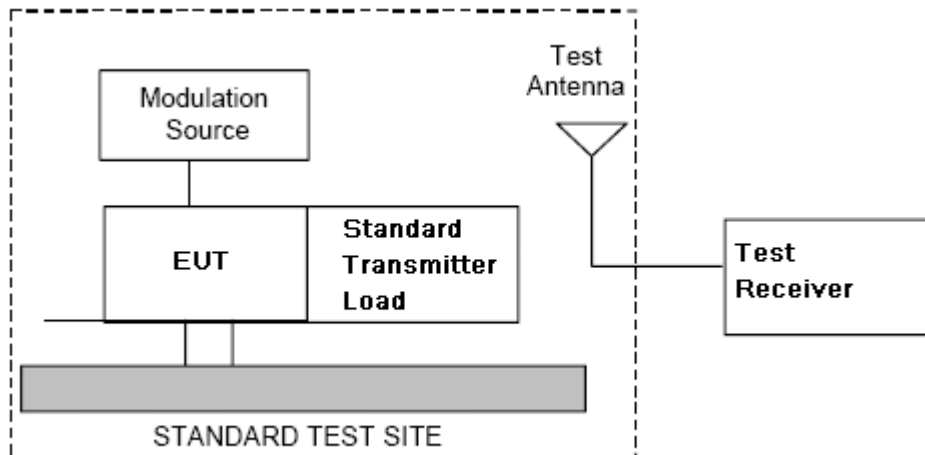 Test
Antenna
Modulation
Source
EUT
Standard
Transmitter
Load
Test
Receiver
STANDARD TEST SITE